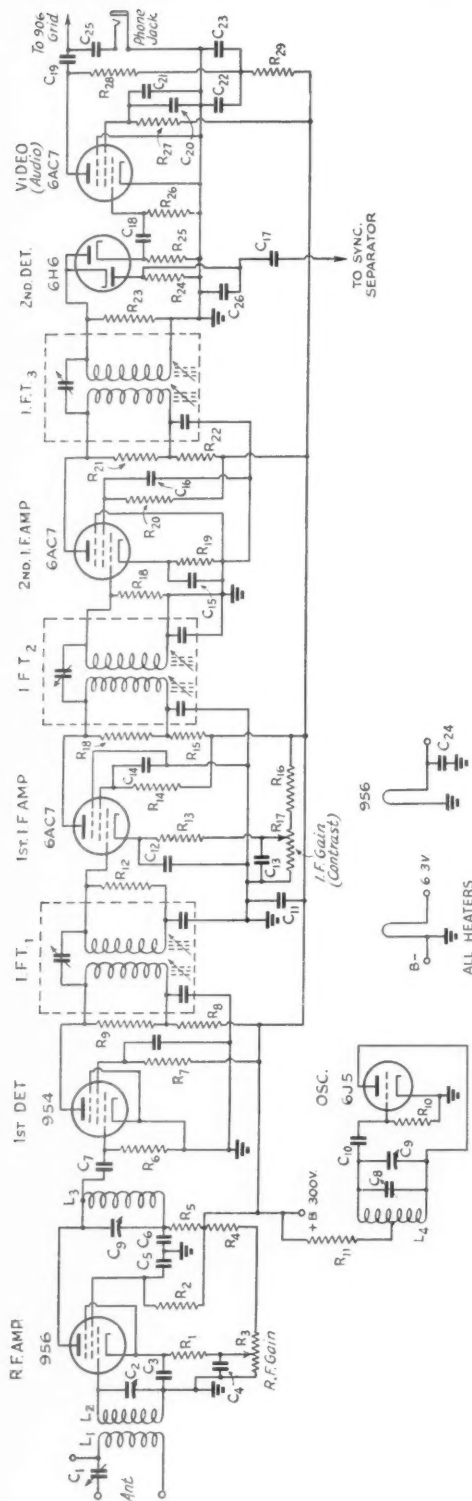 R.F. AMP.
956
1ST DET
954
1ST. I.F AMP
6AC7
2ND. I.F. AMP
6AC7
2ND. DET.
6H6
VIDEO
(Audio)
6AC7
I.F.T.1
I F T.2
I.F.T.3
To 906
Grid
Phone
Jack
C1
Ant
L1
L2
C2
C3
R1
C4
R3
R.F. Gain
R2
C5
C6
R5
R4
C9
L3
C7
R6
R7
R8
R9
R12
C12
R13
C13
R17
R16
I.F. Gain
(Contrast)
C11
R14
C14
R15
R18
R18
C15
R19
R20
C16
R21
R22
R23
R24
R25
C26
C18
R26
C17
TO SYNC.
SEPARATOR
R27
C20
C21
C22
C23
R28
R29
C19
C25
+B 300V
R11
L4
C8
C9
C10
R10
OSC.
6J5
B-
6 3V
ALL HEATERS
956
C24